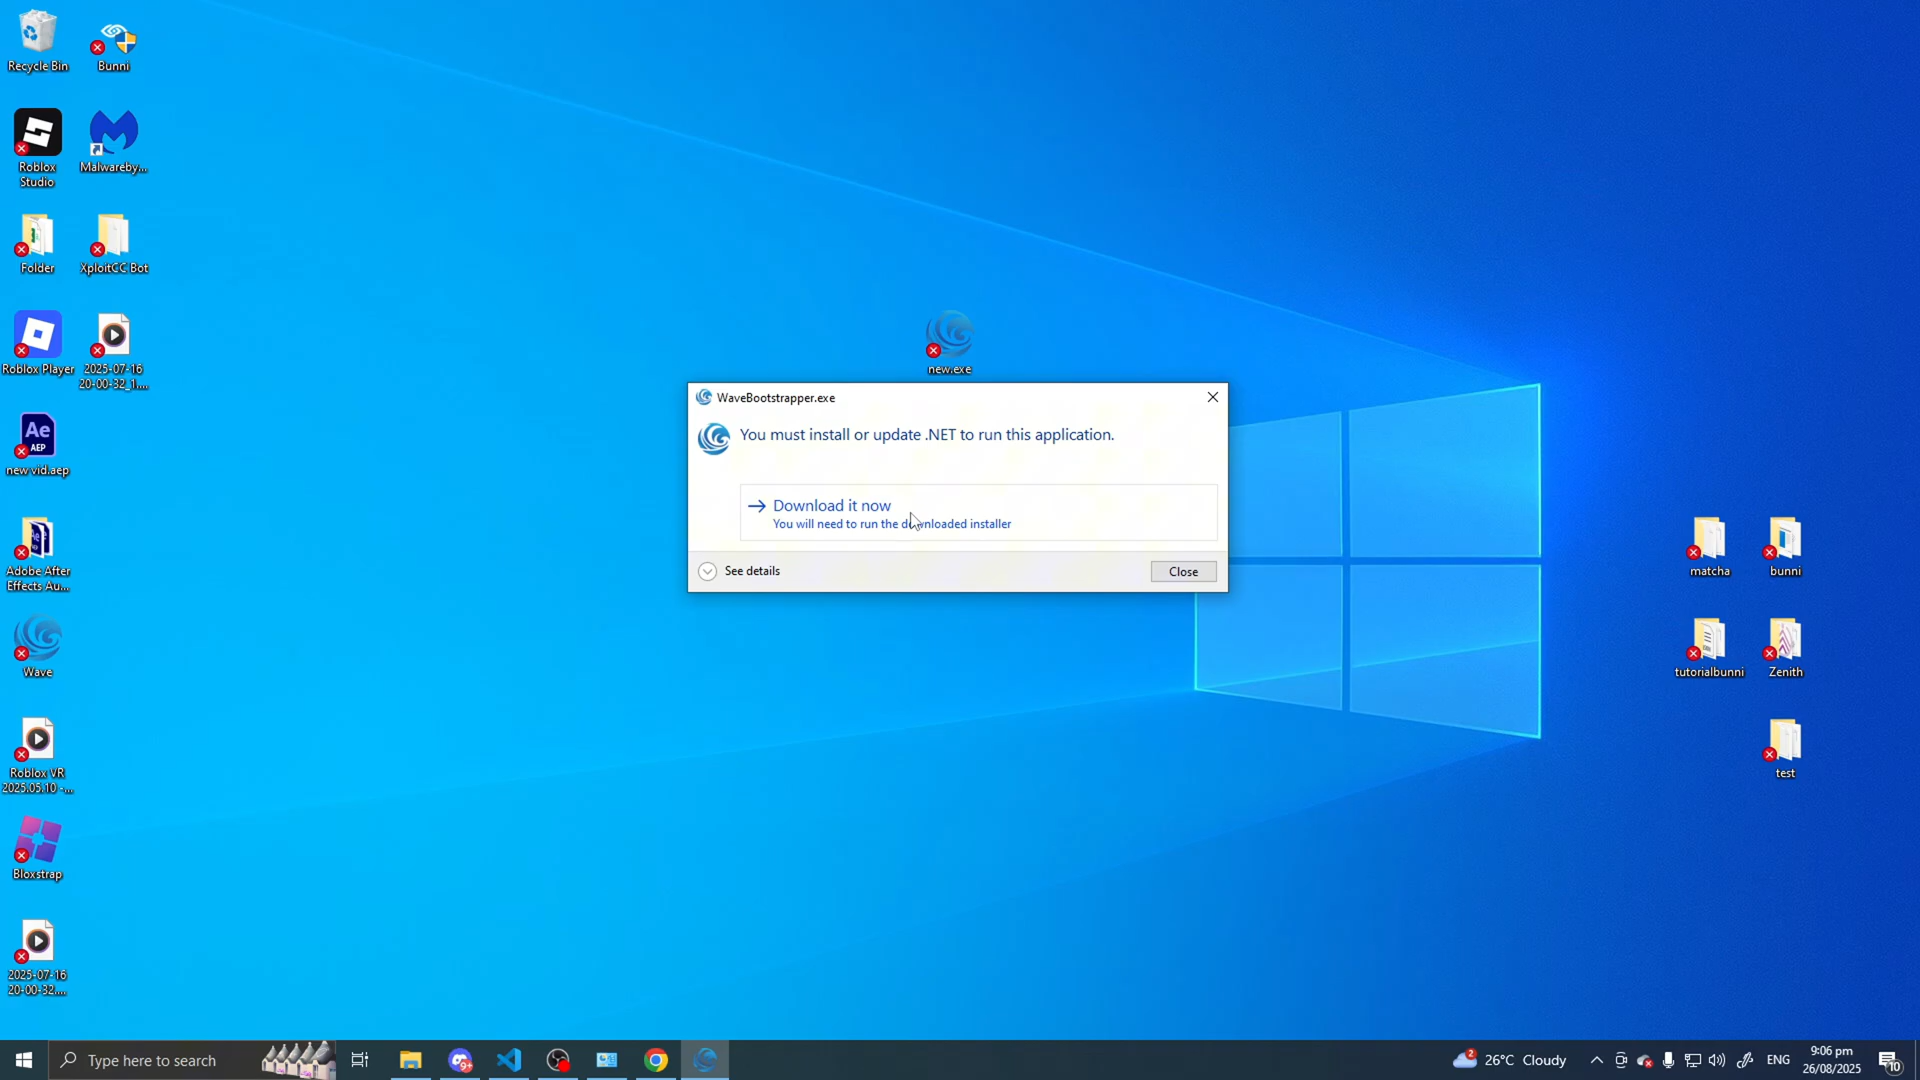 Recycle Bin
Bunni
Roblox
Studio
Malwareby...
Folder
XploitCC Bot
Roblox Player
2025-07-16
20-00-32_1....
AEP
new vid.aep
Adobe After
Effects Au...
Wave
Roblox VR
2025.05.10 -...
Bloxstrap
2025-07-16
20-00-32....
new.exe
WaveBootstrapper.exe
You must install or update .NET to run this application.
Download it now
You will need to run the downloaded installer
See details
Close
matcha
bunni
tutorialbunni
Zenith
test
Type here to search
9+
2
26°C Cloudy
ENG
9:06 pm
26/08/2025
10